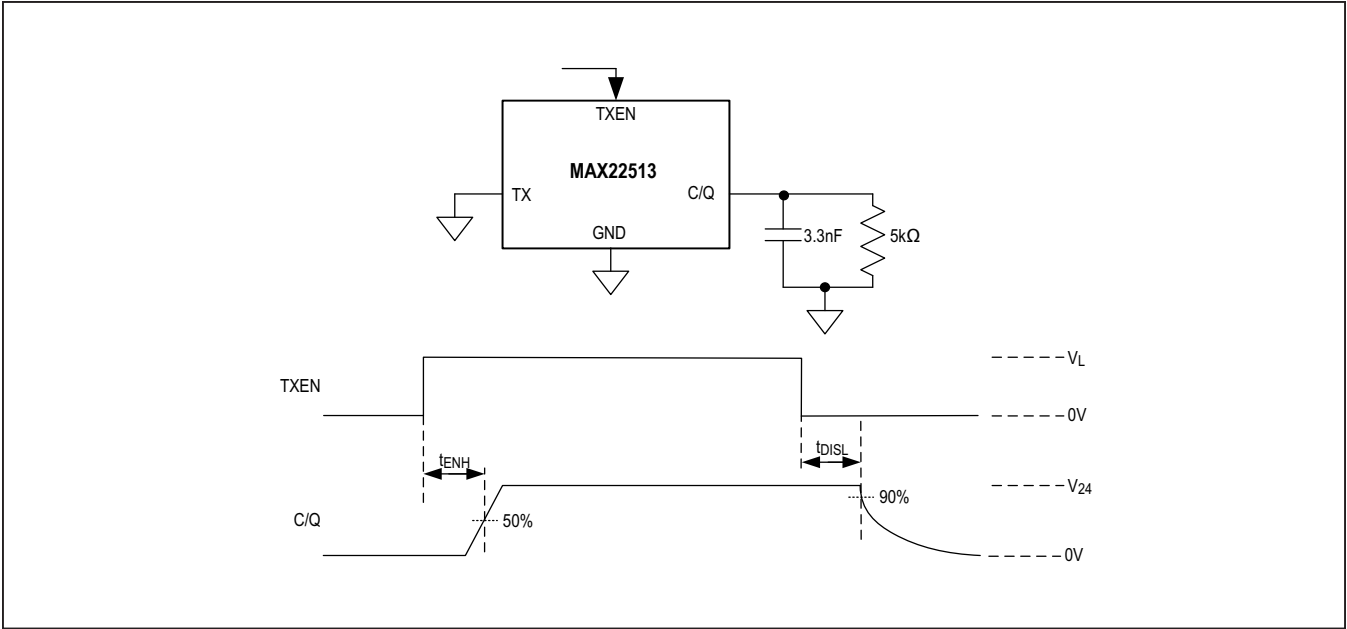 TXEN
MAX22513
TX
C/Q
GND
3.3nF
5kΩ
TXEN
VL
0V
tENH
tDISL
C/Q
50%
90%
V24
0V